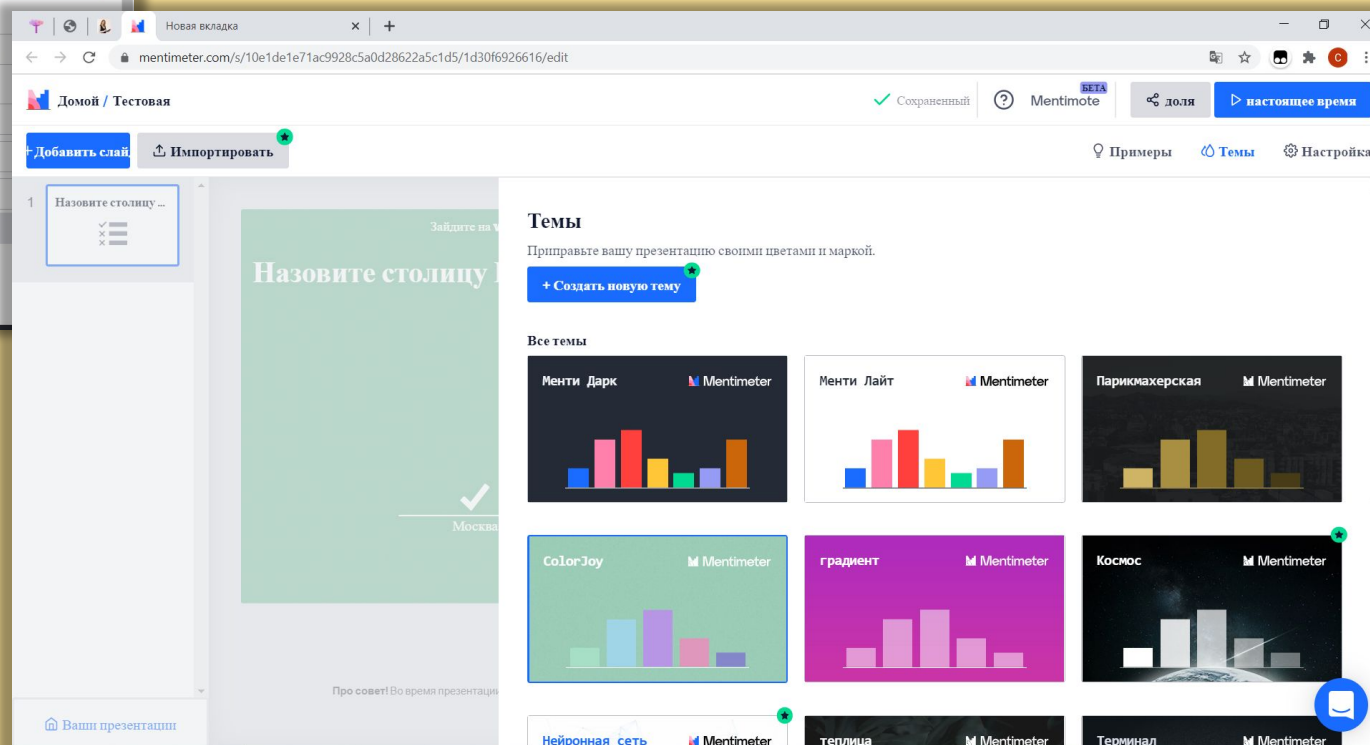 Новая вкладка
mentimeter.com/s/10e1de1e71ac9928c5a0d28622a5c1d5/1d30f6926616/edit
C
Домой / Тестовая
Сохраненный
Mentimote
БЕТА
доля
настоящее время
+Добавить слай
Импортировать
Примеры
Темы
Настройка
1
Назовите столицу ...
Зайдите на
Назовите столицу
Москва
Про совет! Во время презентации
Ваши презентации
Темы
Приправьте вашу презентацию своими цветами и маркой.
+ Создать новую тему
Все темы
Менти Дарк Mentimeter
Менти Лайт Mentimeter
Парикмахерская Mentimeter
ColorJoy Mentimeter
градиент Mentimeter
Космос Mentimeter
Нейронная сеть Mentimeter
теплица Mentimeter
Терминал Mentimeter